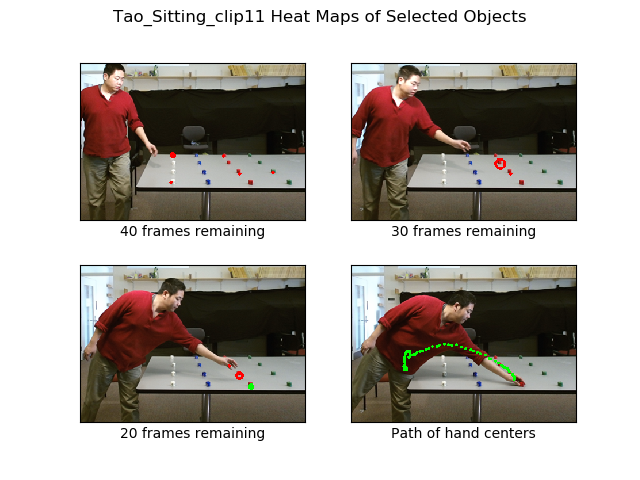 Tao_Sitting_clip11 Heat Maps of Selected Objects
40 frames remaining
30 frames remaining
20 frames remaining
Path of hand centers